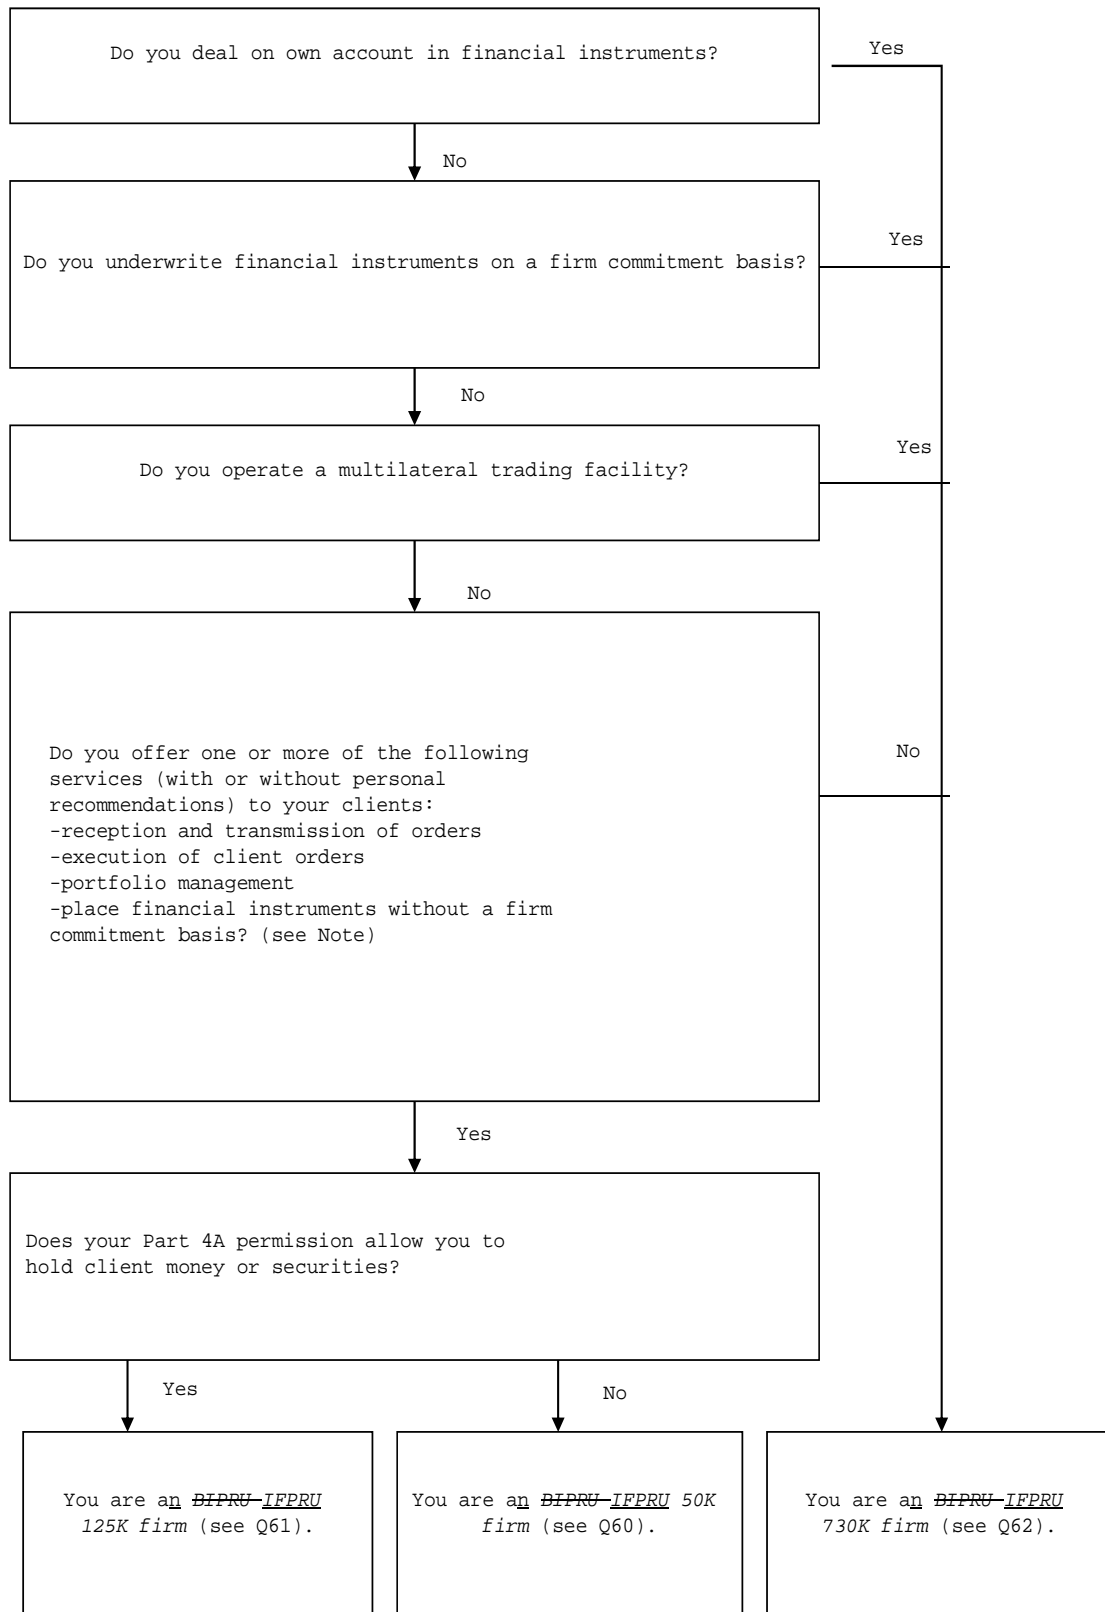 Do you deal on own account in financial instruments?
Yes
No
Do you underwrite financial instruments on a firm commitment basis?
Yes
No
Do you operate a multilateral trading facility?
Yes
No
Do you offer one or more of the following
services (with or without personal
recommendations) to your clients:
-reception and transmission of orders
-execution of client orders
-portfolio management
-place financial instruments without a firm
commitment basis? (see Note)
No
Yes
Does your Part 4A permission allow you to
hold client money or securities?
Yes
No
You are an BIPRU IFPRU
125K firm (see Q61).
You are an BIPRU IFPRU 50K
firm (see Q60).
You are an BIPRU IFPRU
730K firm (see Q62).